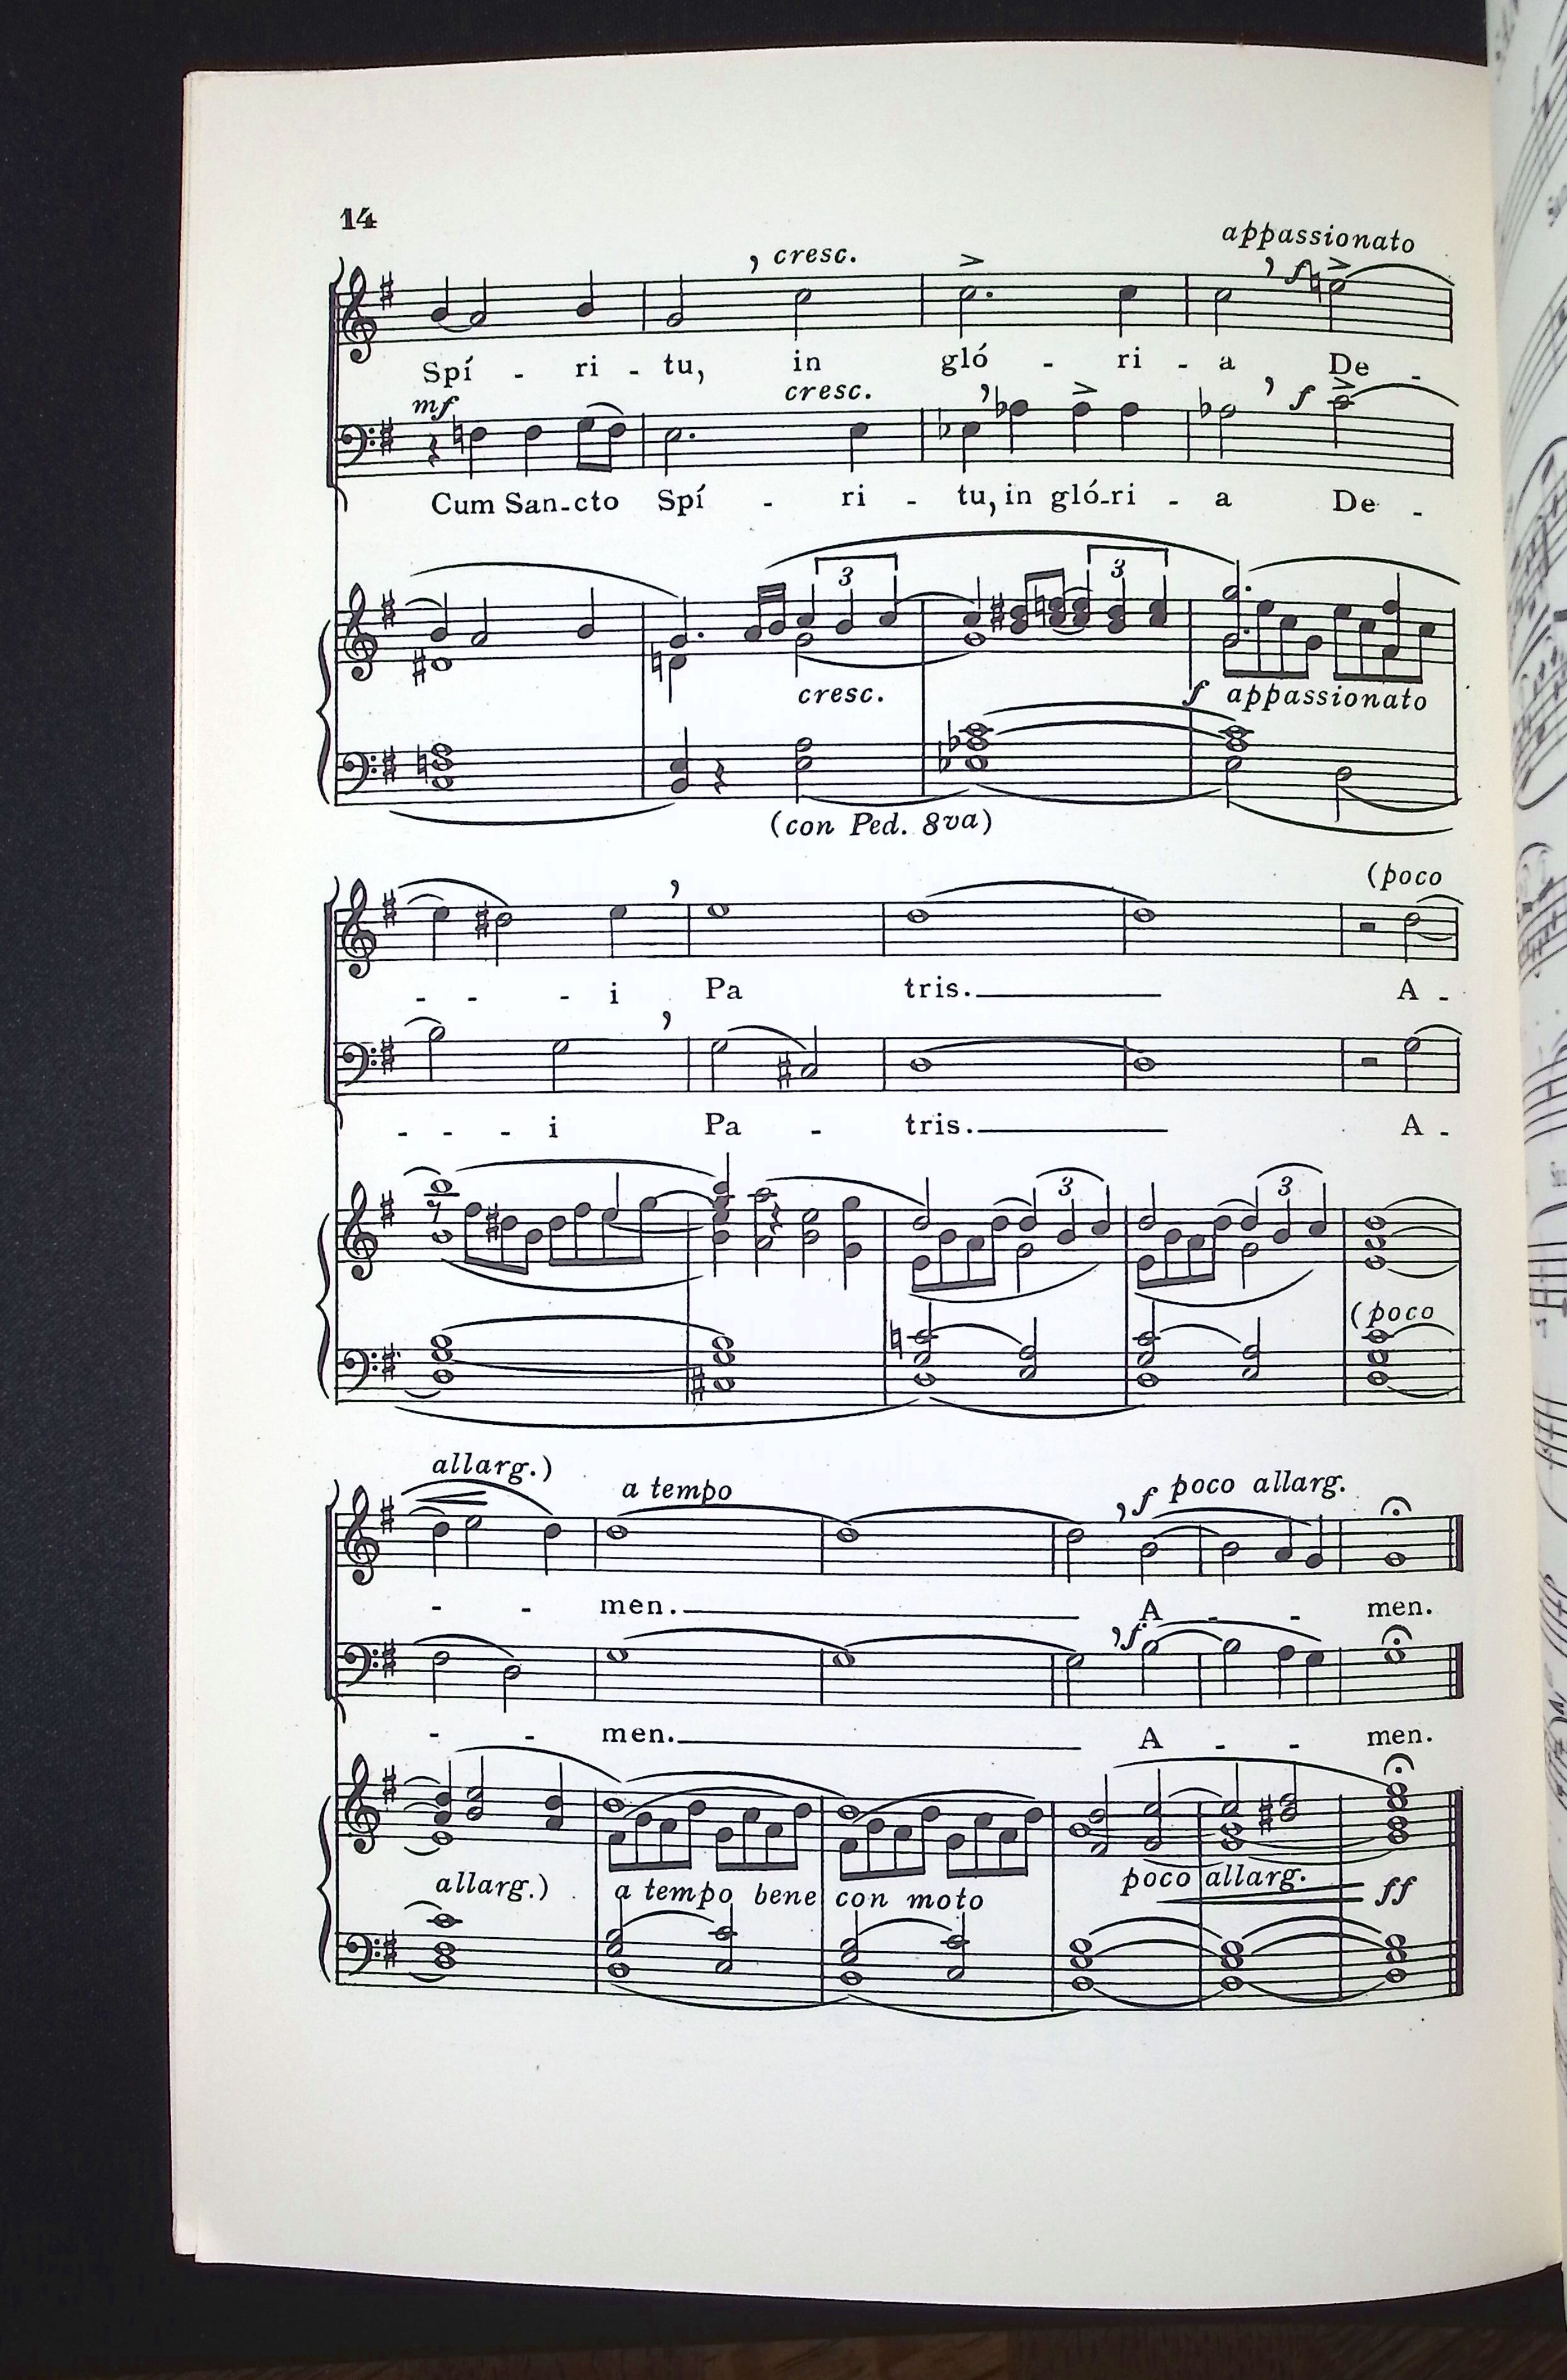 14
appassionato
, cresc. , f
Spí - ri - tu, in gló - ri - a De -
mf cresc. , , f
Cum San-cto Spí - ri - tu, in gló-ri - a De -
3 3
cresc. f appassionato
(con Ped. 8va)
(poco
,
- - - i Pa tris.
,
- - - i Pa - tris. A -
A -
3 3
(poco
allarg.)
a tempo , f poco allarg.
- - men. A - - men.
, f
- - men. A - - men.
allarg.) a tempo bene con moto poco allarg. ff